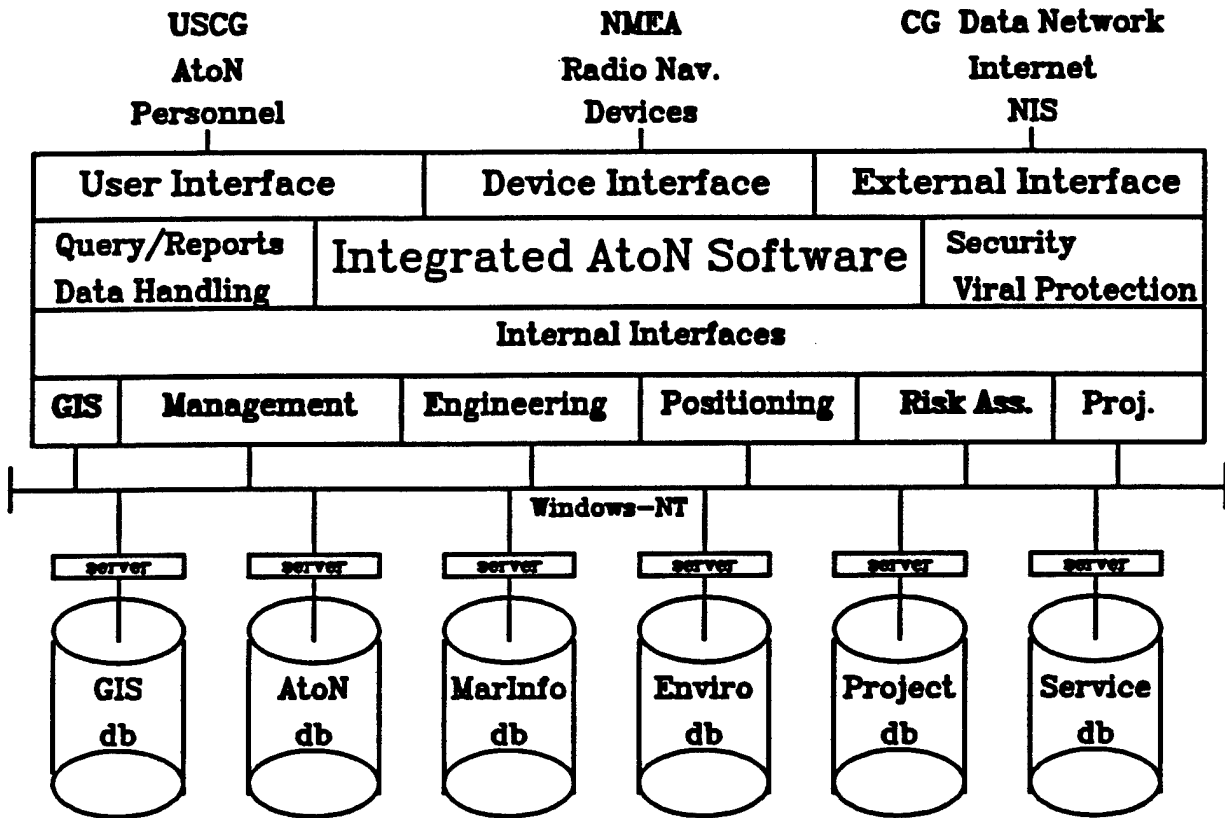 USCG
AtoN
Personnel
NMEA
Radio Nav.
Devices
CG Data Network
Internet
NIS
User Interface
Device Interface
External Interface
Query/Reports
Data Handling
Integrated AtoN Software
Security
Viral Protection
Internal Interfaces
GIS
Management
Engineering
Positioning
Risk Ass.
Proj.
Windows-NT
server
server
server
server
server
server
GIS
db
AtoN
db
MarInfo
db
Enviro
db
Project
db
Service
db